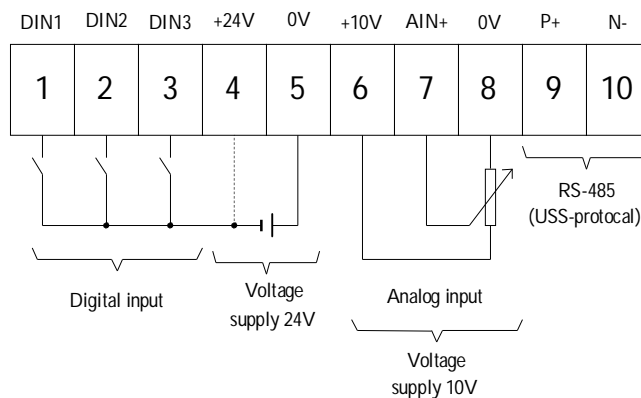 DIN1 DIN2 DIN3 +24V 0V +10V AIN+ 0V P+ N-
1 2 3 4 5 6 7 8 9 10
RS-485
(USS-protocal)
Digital input
Voltage
supply 24V
Analog input
Voltage
supply 10V